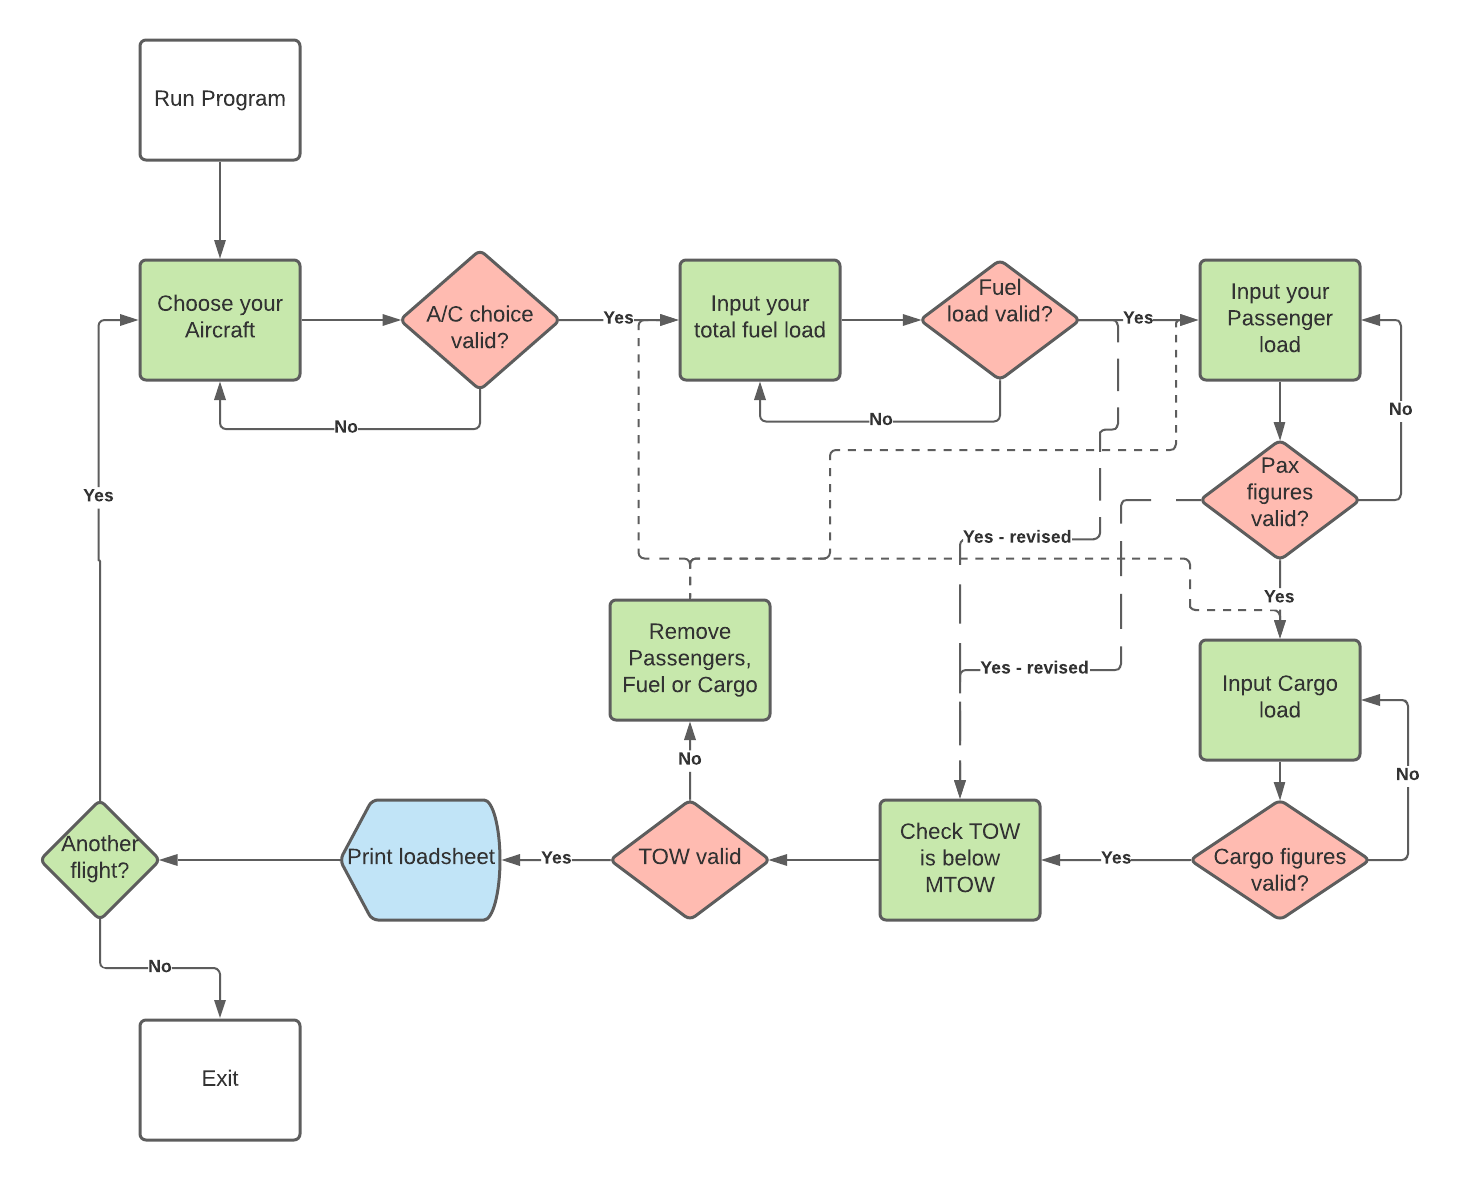 Run Program
Choose your
Aircraft
A/C choice
valid?
Yes
Input your
total fuel load
Fuel
load valid?
Yes
Input your
Passenger
load
No
No
No
Yes
Pax
figures
valid?
Yes - revised
Yes
Remove
Passengers,
Fuel or Cargo
Yes - revised
Input Cargo
load
No
No
Another
flight?
Print loadsheet
Yes
TOW valid
Check TOW
is below
MTOW
Yes
Cargo figures
valid?
No
Exit